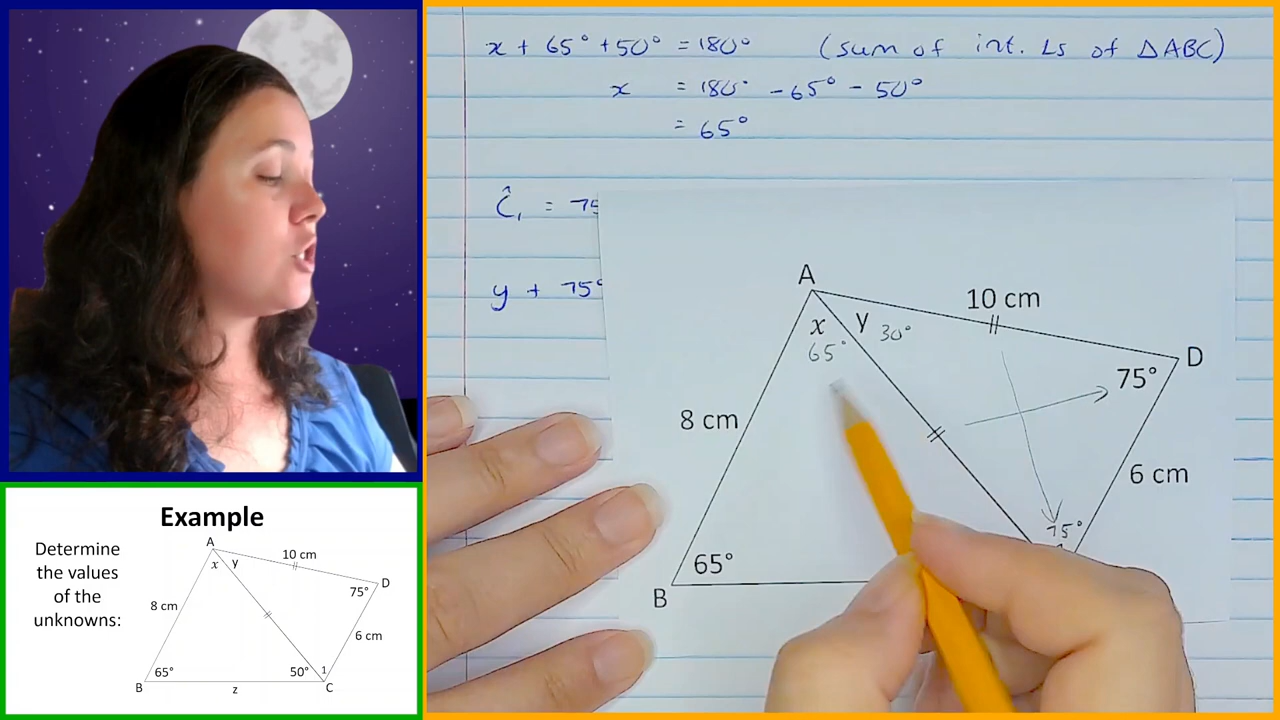 x + 65° + 50° = 180° (sum of int. ∠s of ΔABC)
x = 180° - 65° - 50°
= 65°
Ĉ₁ = 75
y + 75°
A
10 cm
x y 30°
65°
D
75°
8 cm
6 cm
75°
65°
B
Example
Determine
the values
of the
unknowns:
A
10 cm
x y
D
75°
8 cm
6 cm
65°
50° 1
B
z
C